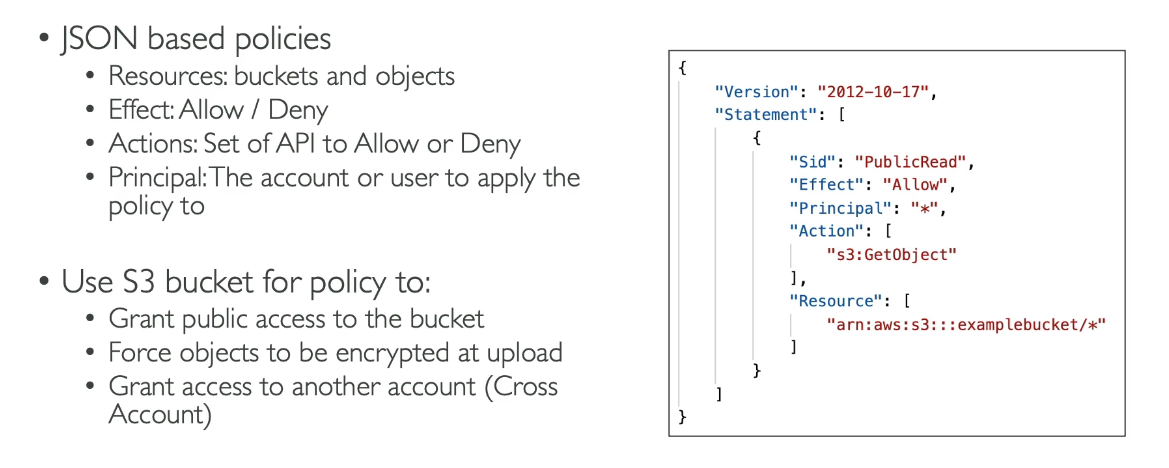 • JSON based policies
• Resources: buckets and objects
• Effect: Allow / Deny
• Actions: Set of API to Allow or Deny
• Principal: The account or user to apply the
policy to
• Use S3 bucket for policy to:
• Grant public access to the bucket
• Force objects to be encrypted at upload
• Grant access to another account (Cross
Account)
{
"Version": "2012-10-17",
"Statement": [
{
"Sid": "PublicRead",
"Effect": "Allow",
"Principal": "*",
"Action": [
"s3:GetObject"
],
"Resource": [
"arn:aws:s3:::examplebucket/*"
]
}
]
}